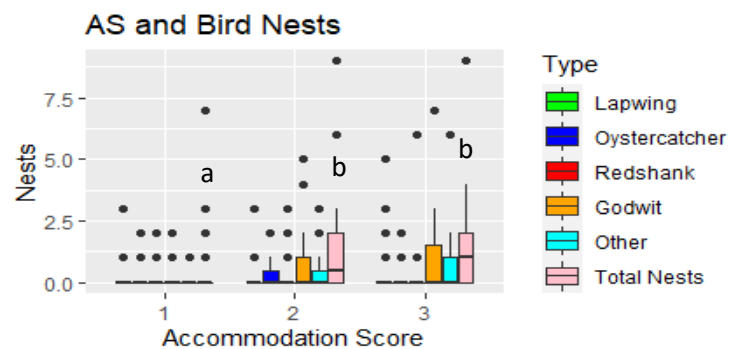 AS and Bird Nests
Nests
7.5
5.0
2.5
0.0
a
b
b
1
2
3
Accommodation Score
Type
Lapwing
Oystercatcher
Redshank
Godwit
Other
Total Nests